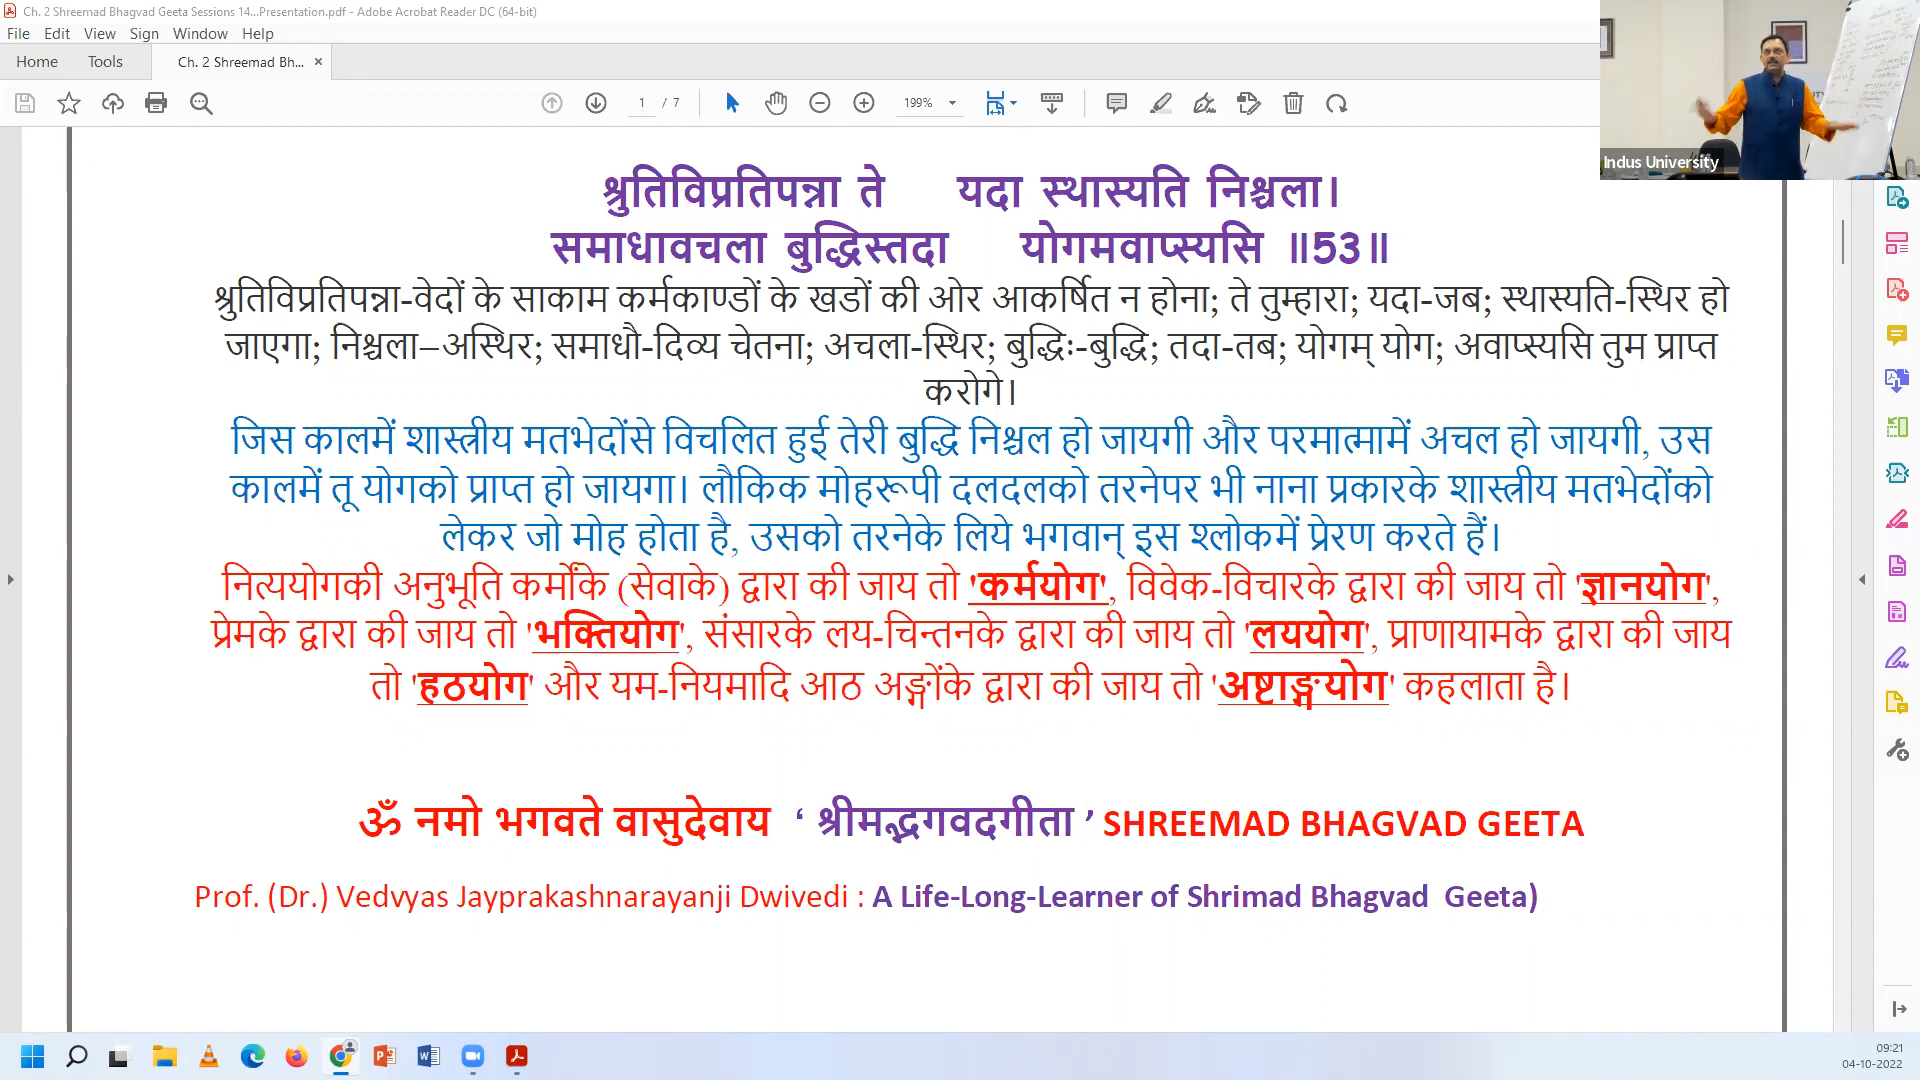 Ch. 2 Shreemad Bhagvad Geeta Sessions 14...Presentation.pdf - Adobe Acrobat Reader DC (64-bit)
File Edit View Sign Window Help
Home Tools Ch. 2 Shreemad Bh...
1 / 7 199%
Indus University
श्रुतिविप्रतिपन्ना ते यदा स्थास्यति निश्चला।
समाधावचला बुद्धिस्तदा योगमवाप्स्यसि ॥53॥
श्रुतिविप्रतिपन्ना-वेदों के साकाम कर्मकाण्डों के खडों की ओर आकर्षित न होना; ते तुम्हारा; यदा-जब; स्थास्यति-स्थिर हो
जाएगा; निश्चला–अस्थिर; समाधौ-दिव्य चेतना; अचला-स्थिर; बुद्धिः-बुद्धि; तदा-तब; योगम् योग; अवाप्स्यसि तुम प्राप्त
करोगे।
जिस कालमें शास्त्रीय मतभेदोंसे विचलित हुई तेरी बुद्धि निश्चल हो जायगी और परमात्मामें अचल हो जायगी, उस
कालमें तू योगको प्राप्त हो जायगा। लौकिक मोहरूपी दलदलको तरनेपर भी नाना प्रकारके शास्त्रीय मतभेदोंको
लेकर जो मोह होता है, उसको तरनेके लिये भगवान् इस श्लोकमें प्रेरण करते हैं।
नित्ययोगकी अनुभूति कर्मोंके (सेवाके) द्वारा की जाय तो 'कर्मयोग', विवेक-विचारके द्वारा की जाय तो 'ज्ञानयोग',
प्रेमके द्वारा की जाय तो 'भक्तियोग', संसारके लय-चिन्तनके द्वारा की जाय तो 'लययोग', प्राणायामके द्वारा की जाय
तो 'हठयोग' और यम-नियमादि आठ अङ्गोंके द्वारा की जाय तो 'अष्टाङ्गयोग' कहलाता है।
ॐ नमो भगवते वासुदेवाय ‘ श्रीमद्भगवदगीता ’ SHREEMAD BHAGVAD GEETA
Prof. (Dr.) Vedvyas Jayprakashnarayanji Dwivedi : A Life-Long-Learner of Shrimad Bhagvad Geeta)
09:21
04-10-2022